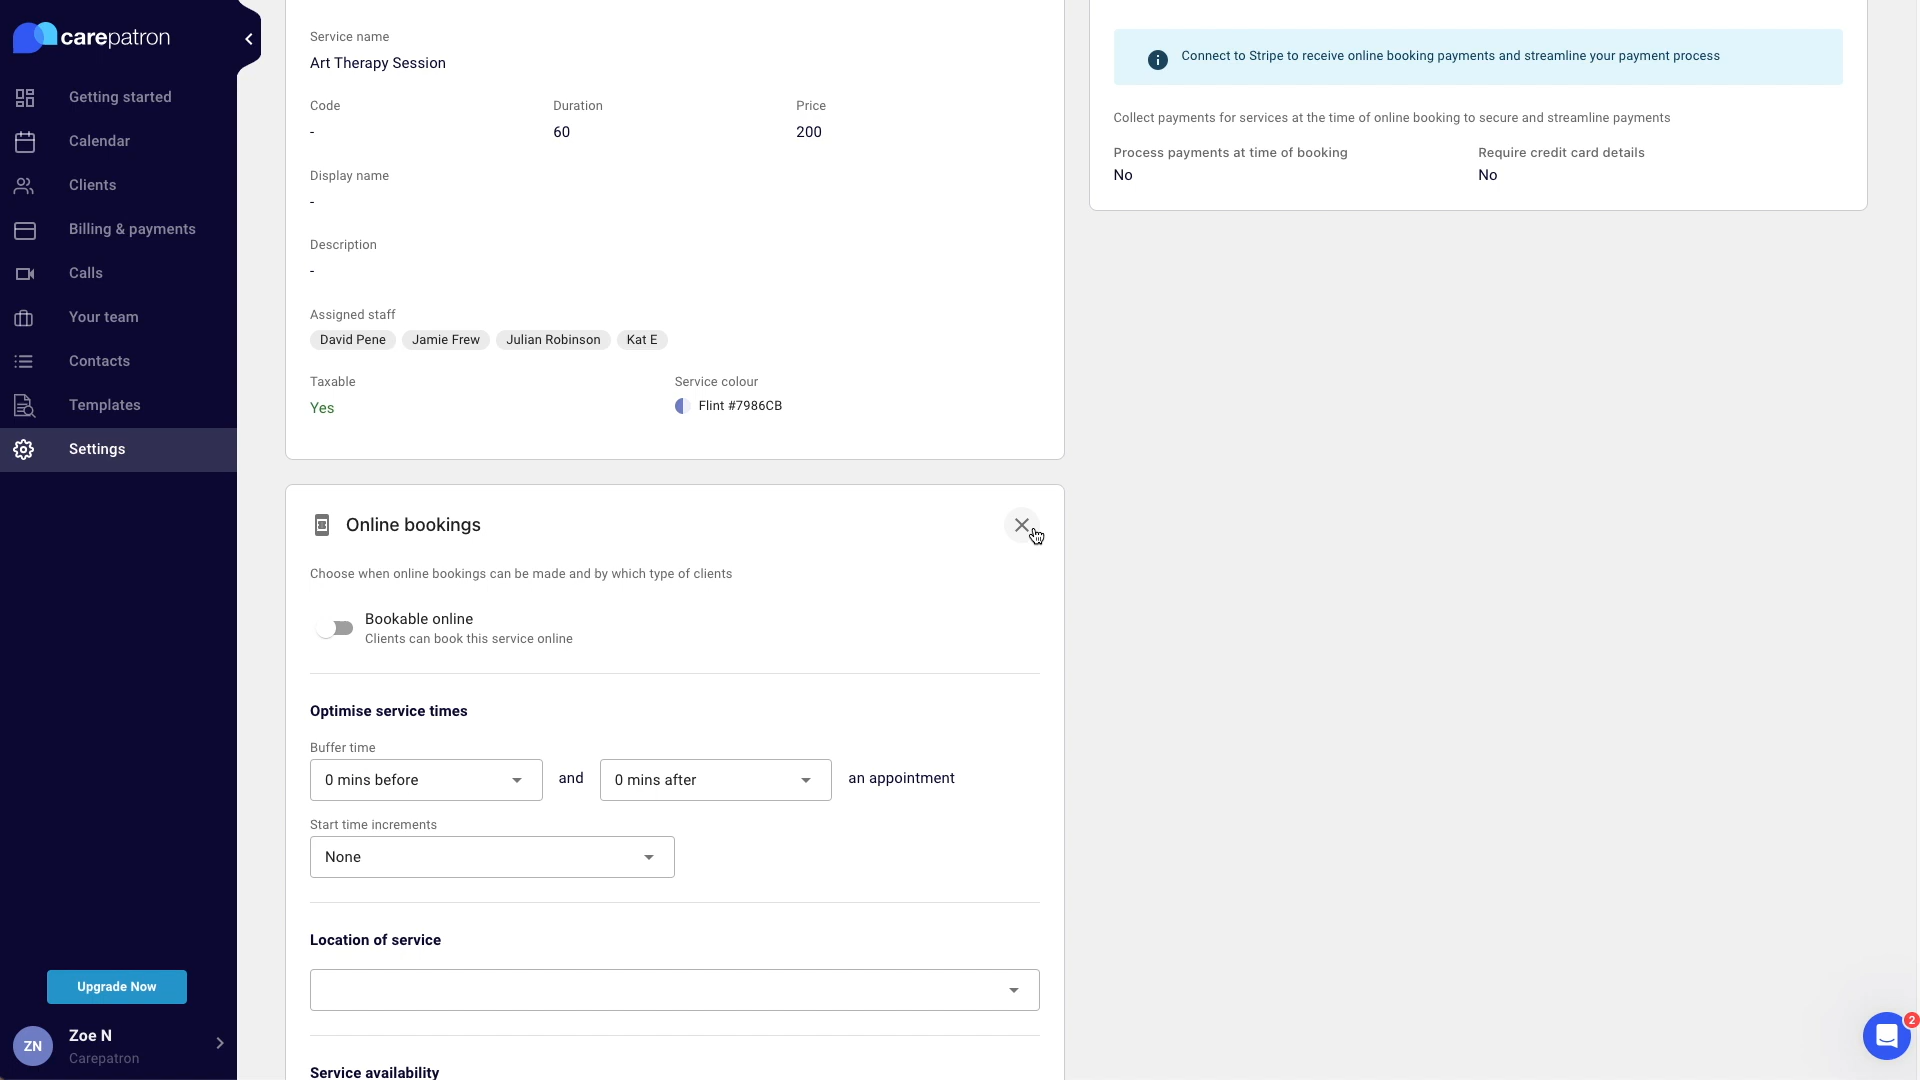 carepatron
Getting started
Calendar
Clients
Billing & payments
Calls
Your team
Contacts
Templates
Settings
Upgrade Now
ZN
Zoe N
Carepatron
Service name
Art Therapy Session
Code Duration Price
- 60 200
Display name
-
Description
-
Assigned staff
David Pene Jamie Frew Julian Robinson Kat E
Taxable Service colour
Yes Flint #7986CB
Online bookings
Choose when online bookings can be made and by which type of clients
Bookable online
Clients can book this service online
Optimise service times
Buffer time
0 mins before and 0 mins after an appointment
Start time increments
None
Location of service
Service availability
Connect to Stripe to receive online booking payments and streamline your payment process
Collect payments for services at the time of online booking to secure and streamline payments
Process payments at time of booking Require credit card details
No No
2